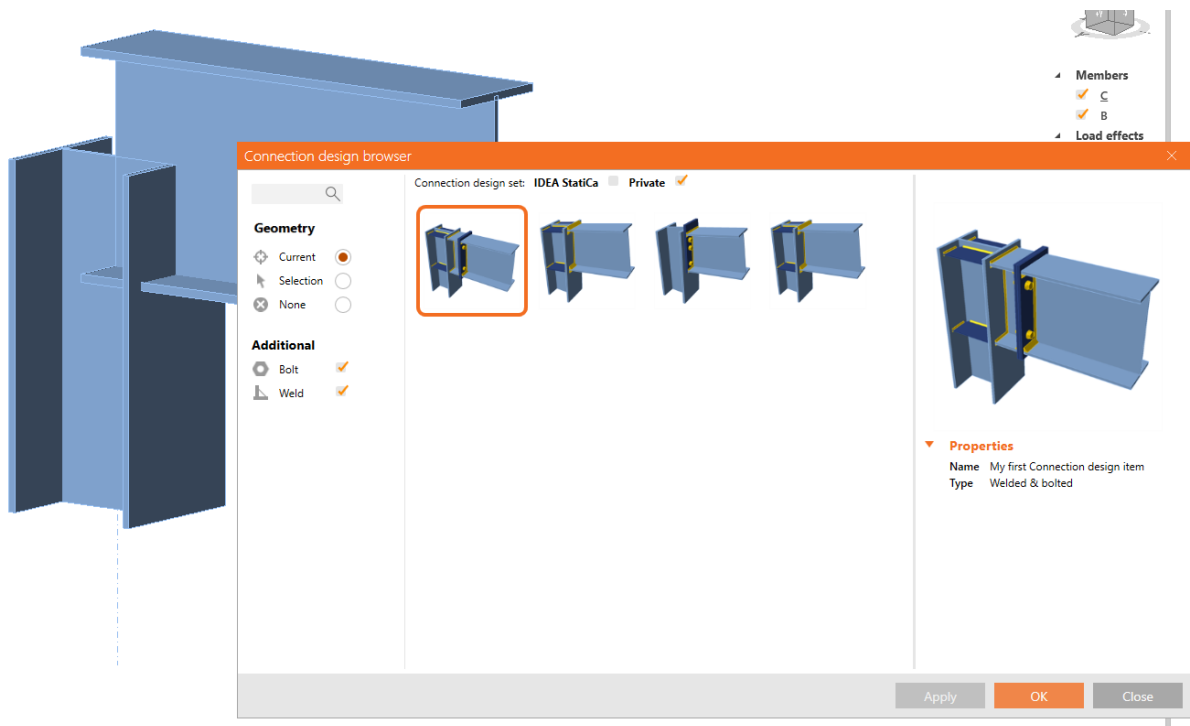 Members
C
B
Load effects
Connection design browser
Connection design set: IDEA StatiCa Private
Geometry
Current
Selection
None
Additional
Bolt
Weld
Properties
Name My first Connection design item
Type Welded & bolted
Apply OK Close